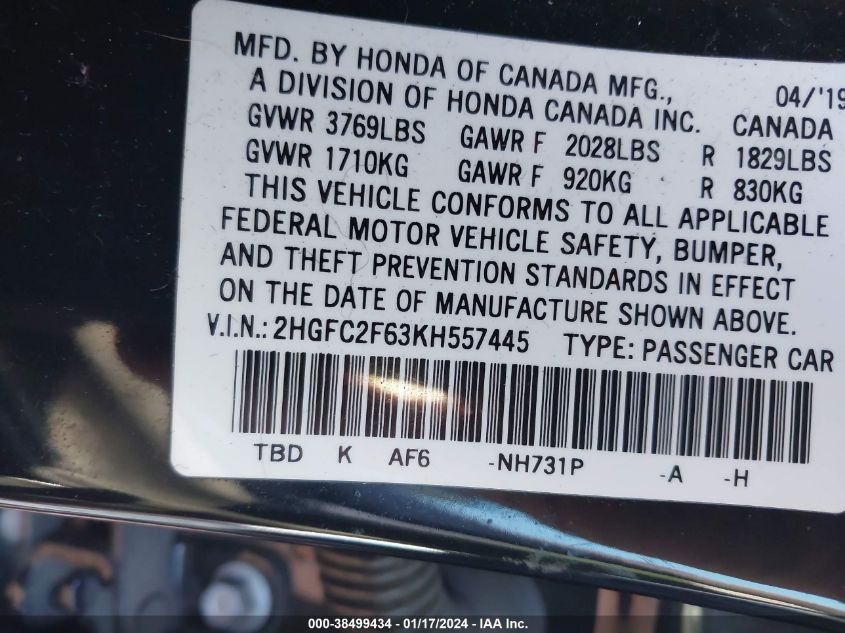 MFD. BY HONDA OF CANADA MFG., 04/'19
A DIVISION OF HONDA CANADA INC. CANADA
GVWR 3769LBS GAWR F 2028LBS R 1829LBS
GVWR 1710KG GAWR F 920KG R 830KG
THIS VEHICLE CONFORMS TO ALL APPLICABLE
FEDERAL MOTOR VEHICLE SAFETY, BUMPER,
AND THEFT PREVENTION STANDARDS IN EFFECT
ON THE DATE OF MANUFACTURE SHOWN ABOVE.
V.I.N.: 2HGFC2F63KH557445 TYPE: PASSENGER CAR
TBD K AF6 -NH731P -A -H
000-38499434 - 01/17/2024 - IAA Inc.